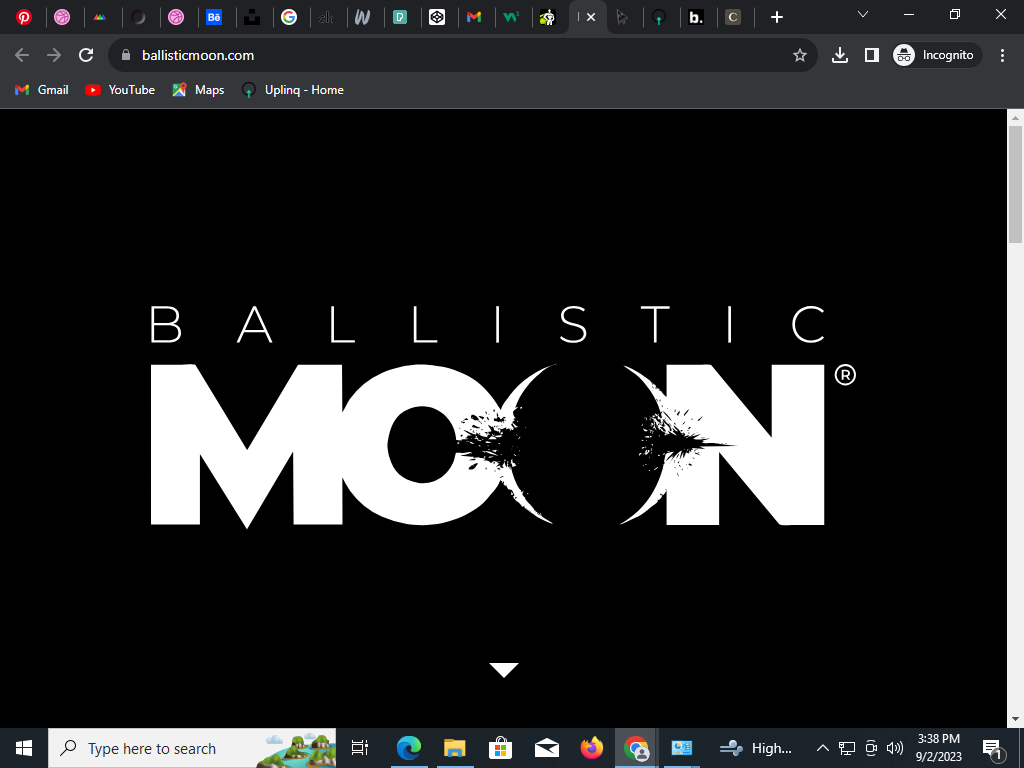 ballisticmoon.com
Incognito
Gmail
YouTube
Maps
Uplinq - Home
BALLISTIC
MOON®
Type here to search
High...
3:38 PM
9/2/2023
1